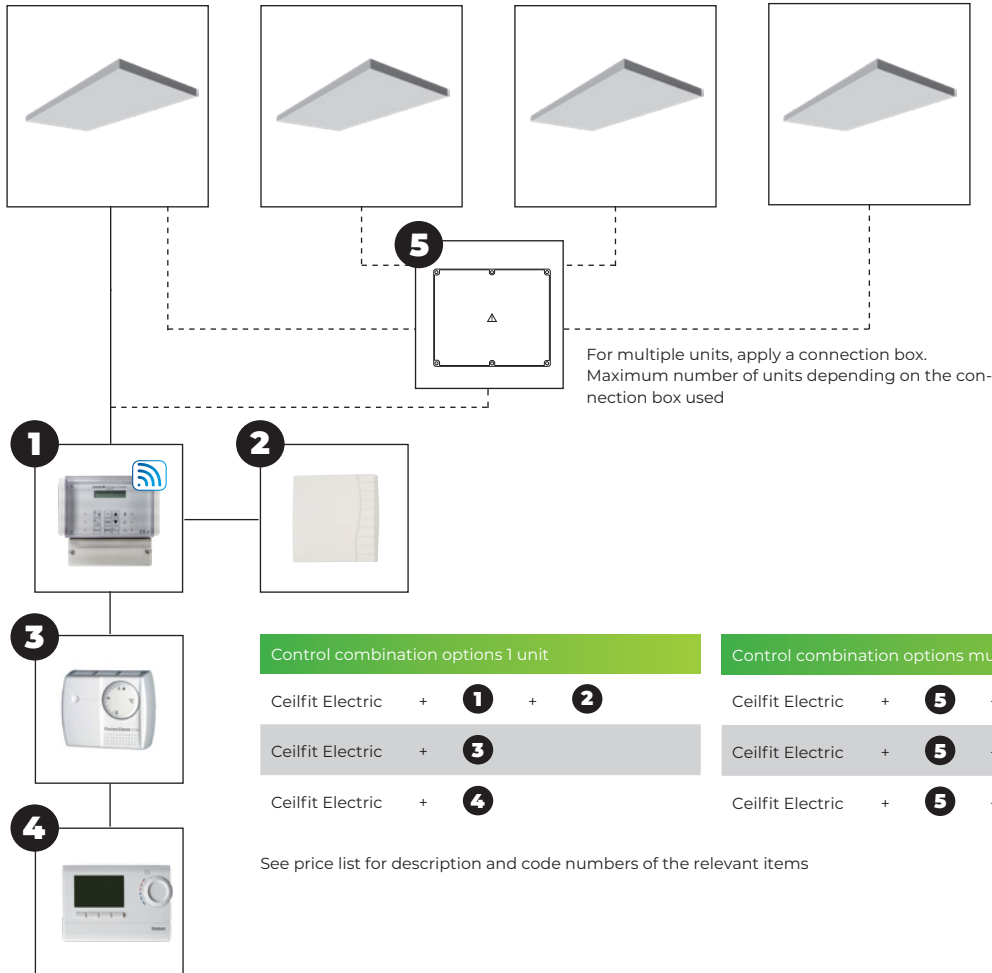 5
For multiple units, apply a connection box.
Maximum number of units depending on the con-
nection box used
1
2
3
Control combination options 1 unit
Ceilfit Electric + 1 + 2
Ceilfit Electric + 3
Ceilfit Electric + 4
Control combination options mu
Ceilfit Electric + 5
Ceilfit Electric + 5
Ceilfit Electric + 5
4
See price list for description and code numbers of the relevant items